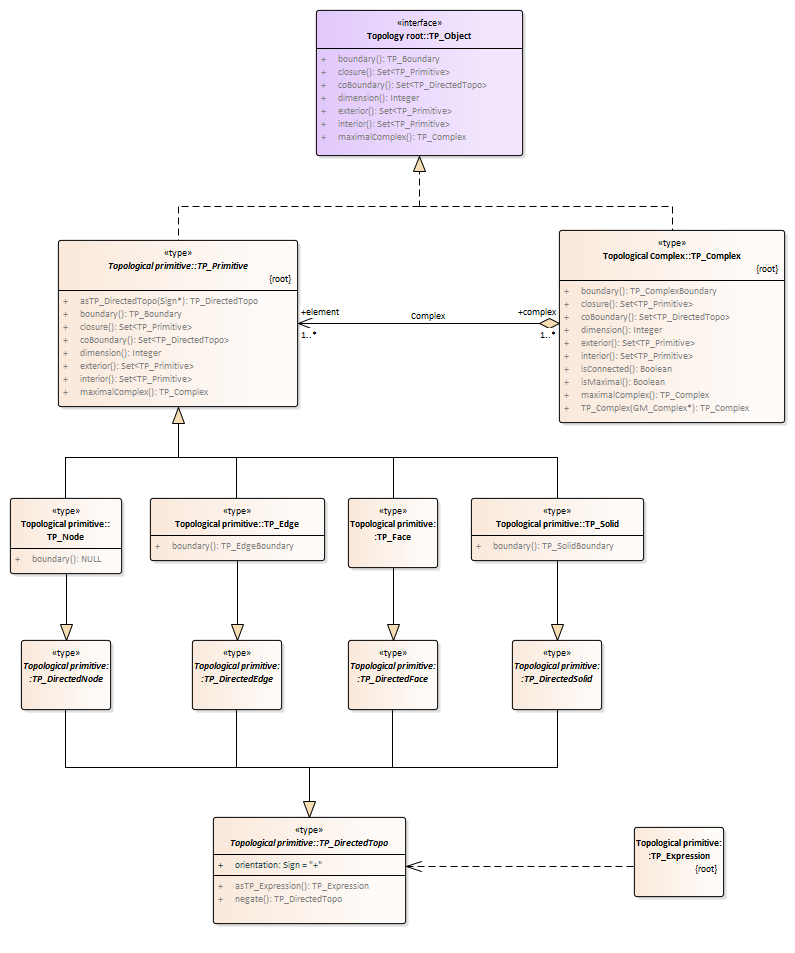 «interface»
Topology root::TP_Object
+ boundary(): TP_Boundary
+ closure(): Set<TP_Primitive>
+ coBoundary(): Set<TP_DirectedTopo>
+ dimension(): Integer
+ exterior(): Set<TP_Primitive>
+ interior(): Set<TP_Primitive>
+ maximalComplex(): TP_Complex
«type»
Topological primitive::TP_Primitive
{root}
+ asTP_DirectedTopo(Sign*): TP_DirectedTopo
+ boundary(): TP_Boundary
+ closure(): Set<TP_Primitive>
+ coBoundary(): Set<TP_DirectedTopo>
+ dimension(): Integer
+ exterior(): Set<TP_Primitive>
+ interior(): Set<TP_Primitive>
+ maximalComplex(): TP_Complex
+element
1..*
Complex
+complex
1..*
«type»
Topological Complex::TP_Complex
{root}
+ boundary(): TP_ComplexBoundary
+ closure(): Set<TP_Primitive>
+ coBoundary(): Set<TP_DirectedTopo>
+ dimension(): Integer
+ exterior(): Set<TP_Primitive>
+ interior(): Set<TP_Primitive>
+ isConnected(): Boolean
+ isMaximal(): Boolean
+ maximalComplex(): TP_Complex
+ TP_Complex(GM_Complex*): TP_Complex
«type»
Topological primitive::
TP_Node
+ boundary(): NULL
«type»
Topological primitive::TP_Edge
+ boundary(): TP_EdgeBoundary
«type»
Topological primitive:
:TP_Face
«type»
Topological primitive::TP_Solid
+ boundary(): TP_SolidBoundary
«type»
Topological primitive:
:TP_DirectedNode
«type»
Topological primitive:
:TP_DirectedEdge
«type»
Topological primitive:
:TP_DirectedFace
«type»
Topological primitive:
:TP_DirectedSolid
«type»
Topological primitive::TP_DirectedTopo
+ orientation: Sign = "+"
+ asTP_Expression(): TP_Expression
+ negate(): TP_DirectedTopo
Topological primitive:
:TP_Expression
{root}